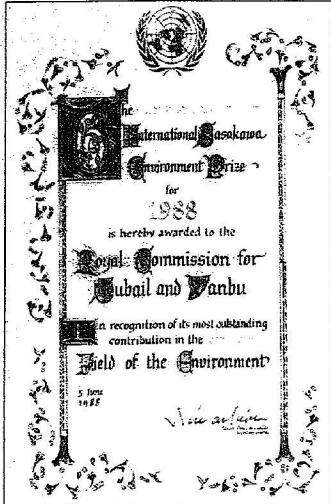 The
International Sasakawa
Environment Prize
for
1988
is hereby awarded to the
Royal Commission for
Jubail and Yanbu
In recognition of its most outstanding
contribution in the
Field of the Environment
5 June
1988